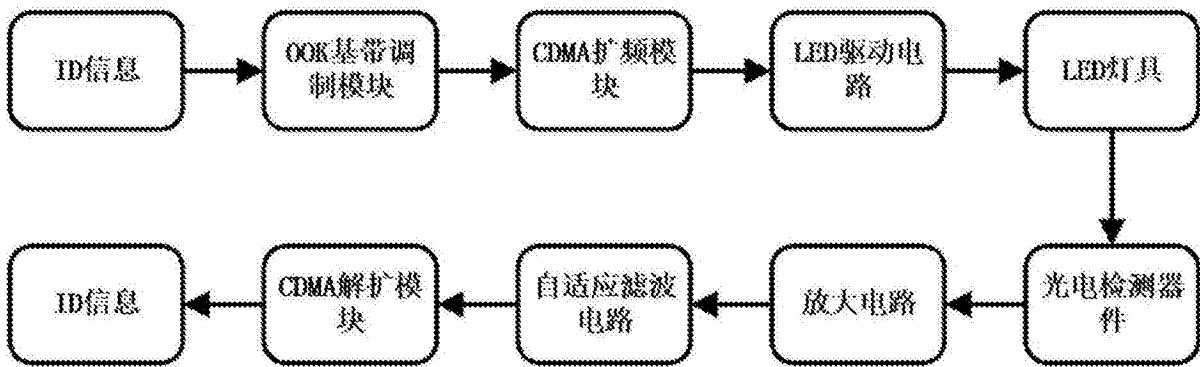 ID信息
OOK基带调
制模块
CDMA扩频模
块
LED驱动电
路
LED灯具
ID信息
CDMA解扩模
块
自适应滤波
电路
放大电路
光电检测器
件